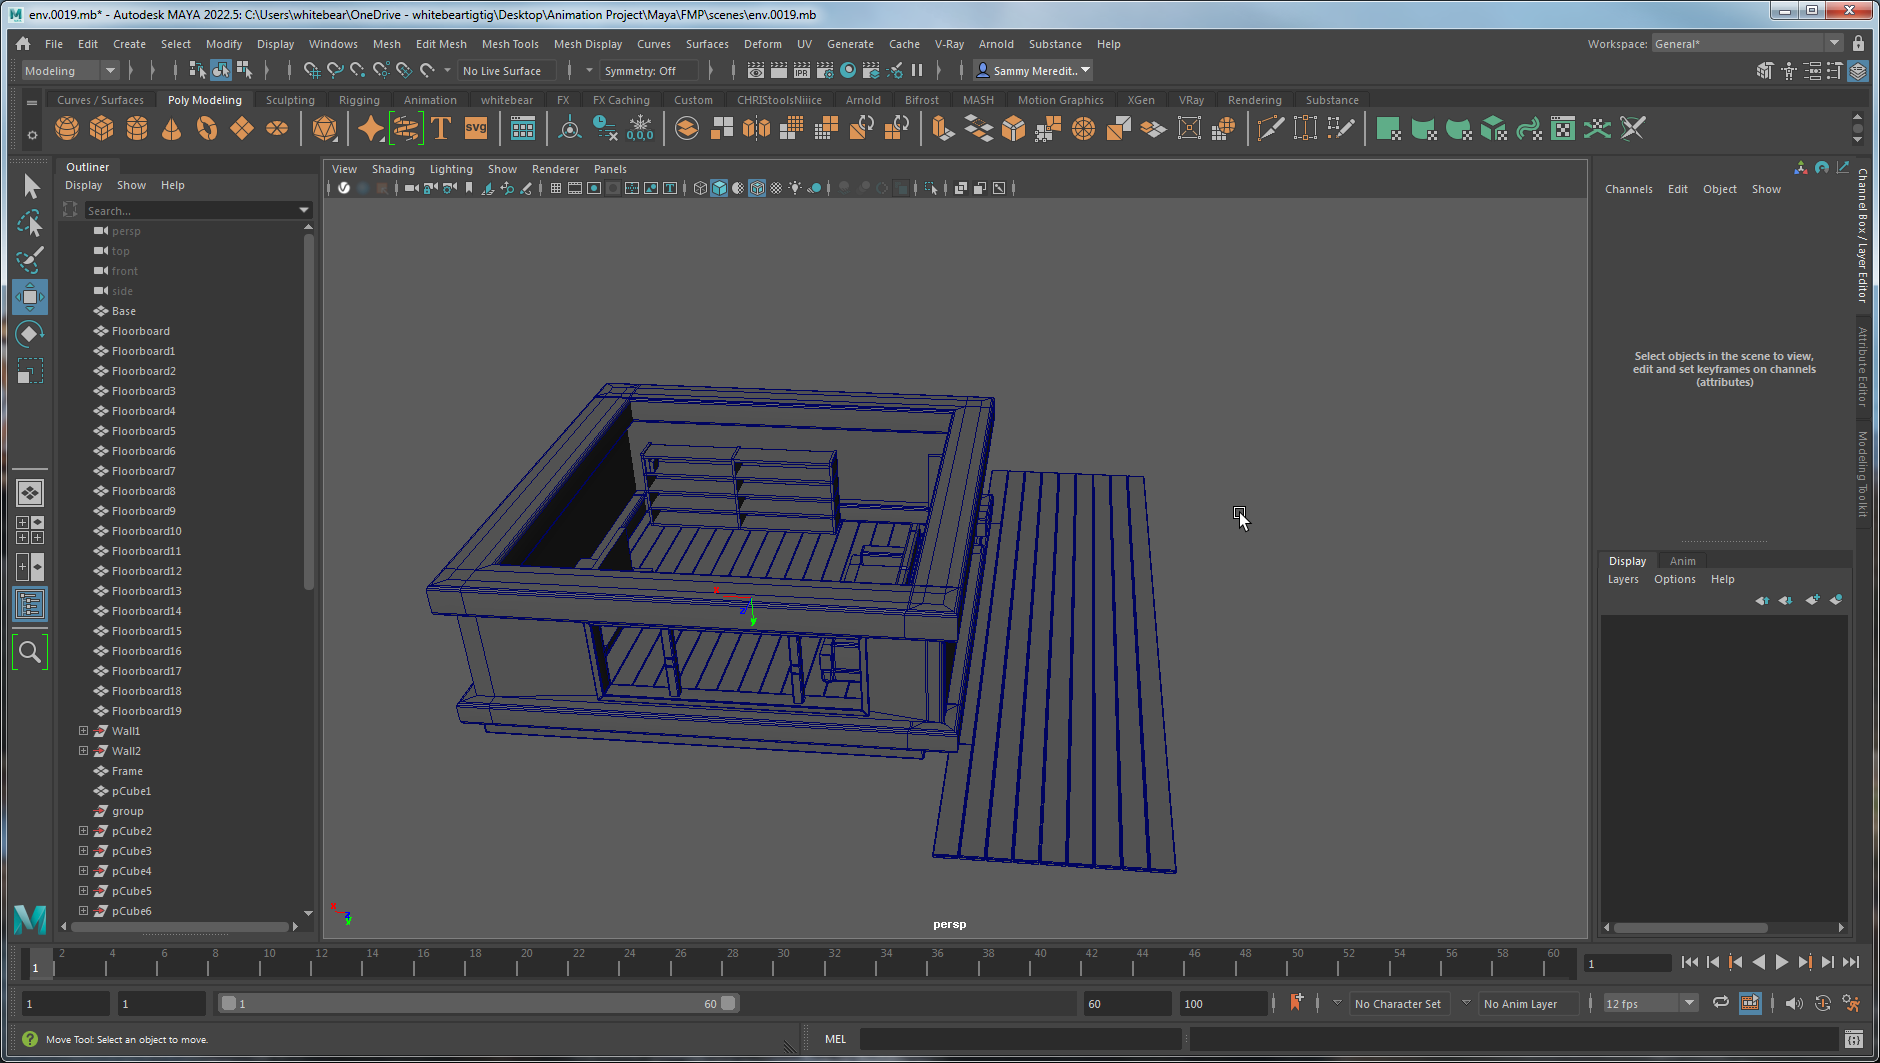 env.0019.mb* - Autodesk MAYA 2022.5: C:\Users\whitebear\OneDrive - whitebeartigtig\Desktop\Animation Project\Maya\FMP\scenes\env.0019.mb
File Edit Create Select Modify Display Windows Mesh Edit Mesh Mesh Tools Mesh Display Curves Surfaces Deform UV Generate Cache V-Ray Arnold Substance Help Workspace: General*
Modeling No Live Surface Symmetry: Off IPR Sammy Meredit..
Curves / Surfaces Poly Modeling Sculpting Rigging Animation whitebear FX FX Caching Custom CHRIStoolsNiiice Arnold Bifrost MASH Motion Graphics XGen VRay Rendering Substance
T svg 0,0,0
Outliner
Display Show Help
Search...
persp
top
front
side
Base
Floorboard
Floorboard1
Floorboard2
Floorboard3
Floorboard4
Floorboard5
Floorboard6
Floorboard7
Floorboard8
Floorboard9
Floorboard10
Floorboard11
Floorboard12
Floorboard13
Floorboard14
Floorboard15
Floorboard16
Floorboard17
Floorboard18
Floorboard19
Wall1
Wall2
Frame
pCube1
group
pCube2
pCube3
pCube4
pCube5
pCube6
View Shading Lighting Show Renderer Panels
persp
Channels Edit Object Show
Select objects in the scene to view,
edit and set keyframes on channels
(attributes)
Channel Box / Layer Editor
Attribute Editor
Modeling Toolkit
Display Anim
Layers Options Help
1 2 4 6 8 10 12 14 16 18 20 22 24 26 28 30 32 34 36 38 40 42 44 46 48 50 52 54 56 58 60 1
1 1 1 60 60 100 No Character Set No Anim Layer 12 fps
Move Tool: Select an object to move. MEL